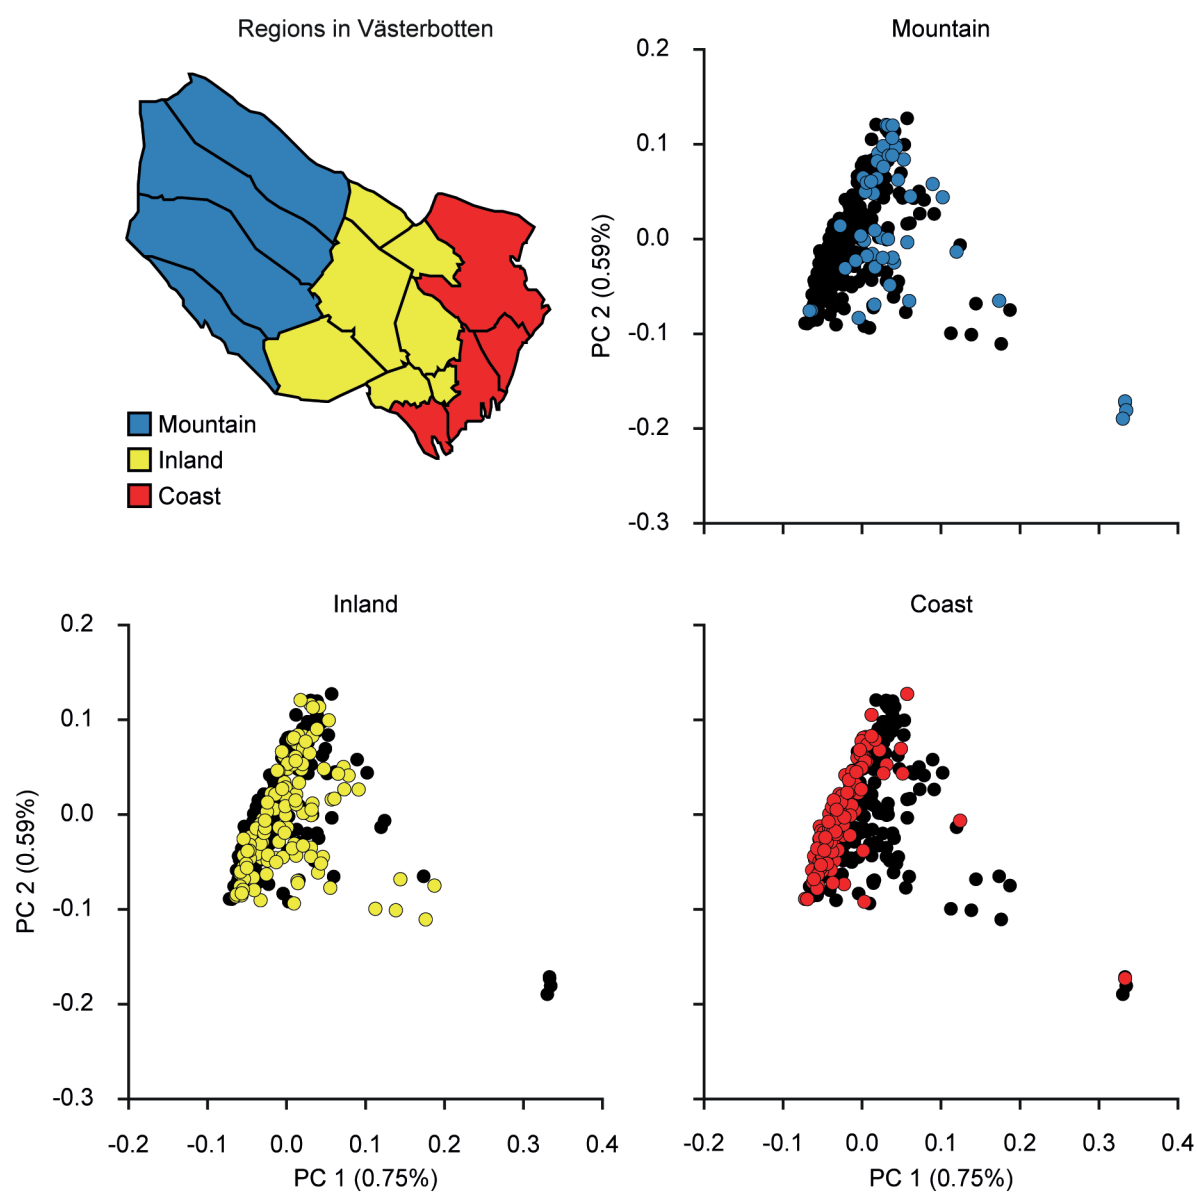 Regions in Västerbotten
Mountain
Inland
Coast
Mountain
0.2
0.1
0.0
-0.1
-0.2
-0.3
PC 2 (0.59%)
Inland
0.2
0.1
0.0
-0.1
-0.2
-0.3
PC 2 (0.59%)
-0.2 -0.1 0.0 0.1 0.2 0.3 0.4
PC 1 (0.75%)
Coast
-0.2 -0.1 0.0 0.1 0.2 0.3 0.4
PC 1 (0.75%)